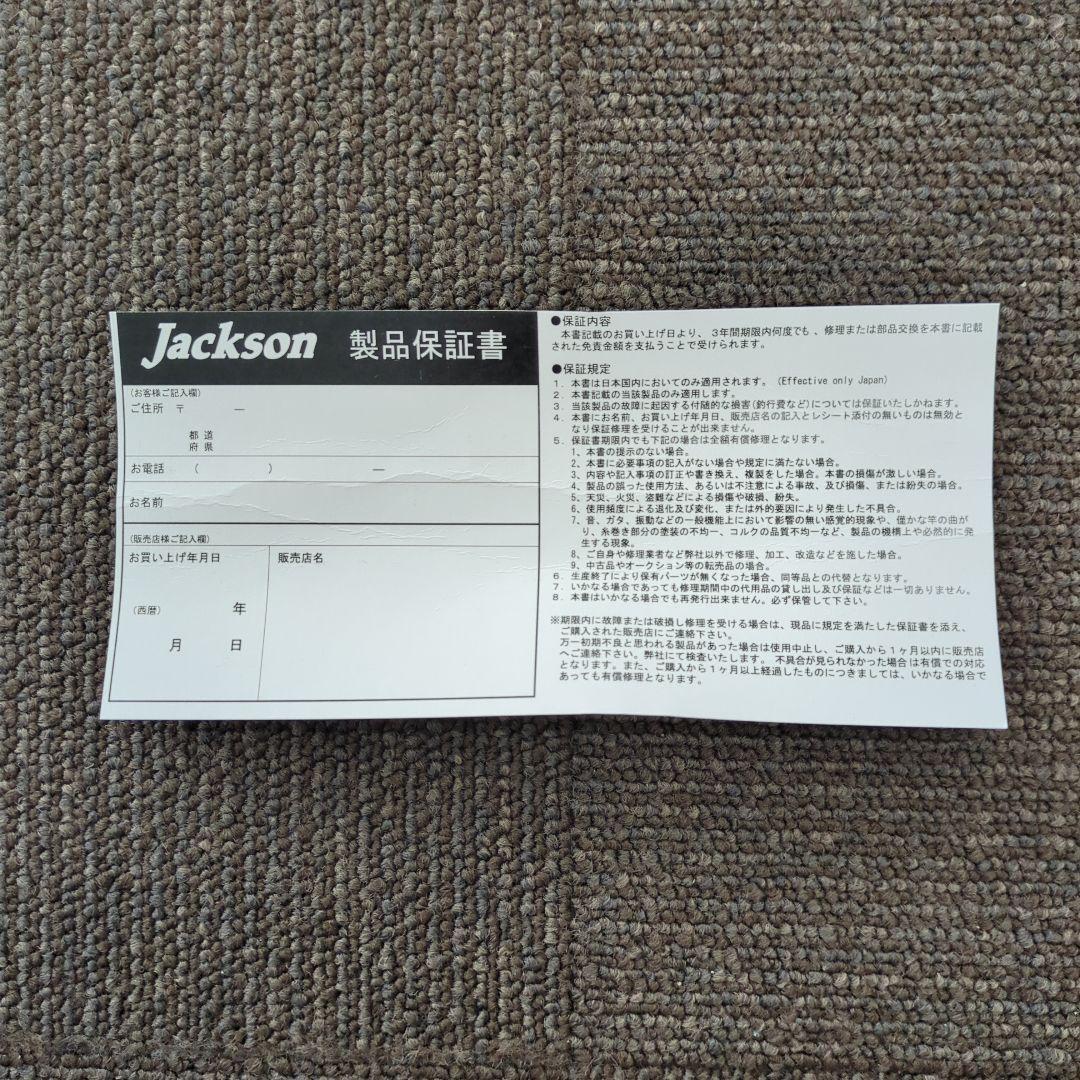 Jackson 製品保証書
(お客様ご記入欄)
ご住所 〒 ―
都 道
府 県
お電話 ( ) ―
お名前
(販売店様ご記入欄)
お買い上げ年月日
販売店名
(西暦) 年
月 日
●保証内容
本書記載のお買い上げ日より、3年間期限内何度でも、修理または部品交換を本書に記載
された免責金額を支払うことで受けられます。
●保証規定
1. 本書は日本国内においてのみ適用されます。(Effective only Japan)
2. 本書記載の当該製品のみ適用します。
3. 当該製品の故障に起因する付随的な損害(釣行費など)については保証いたしかねます。
4. 本書にお名前、お買い上げ年月日、販売店名の記入とレシート添付の無いものは無効と
なり保証修理を受けることが出来ません。
5. 保証書期限内でも下記の場合は全額有償修理となります。
1、本書の提示のない場合。
2、本書に必要事項の記入がない場合や規定に満たない場合。
3、内容や記入事項の訂正や書き換え、複製をした場合。本書の損傷が激しい場合。
4、製品の誤った使用方法、あるいは不注意による事故、及び損傷、または紛失の場合。
5、天災、火災、盗難などによる損傷や破損、紛失。
6、使用頻度による退化及び変化、または外的要因により発生した不具合。
7、音、ガタ、振動などの一般機能上において影響の無い感覚的現象や、僅かな竿の曲が
り、糸巻き部分の塗装の不均一、コルクの品質不均一など、製品の機構上や必然的に発
生する現象。
8、ご自身や修理業者など弊社以外で修理、加工、改造などを施した場合。
9、中古品やオークション等の転売品の場合。
6. 生産終了により保有パーツが無くなった場合、同等品との代替となります。
7. いかなる場合であっても修理期間中の代用品の貸し出し及び保証などは一切ありません。
8. 本書はいかなる場合でも再発行出来ません。必ず保管して下さい。
※期限内に故障または破損し修理を受ける場合は、現品に規定を満たした保証書を添え、
ご購入された販売店にご連絡下さい。
万一初期不良と思われる製品があった場合は使用中止し、ご購入から1ヶ月以内に販売店
へご連絡下さい。弊社にて検査いたします。 不具合が見られなかった場合は有償での対応
となります。また、ご購入から1ヶ月以上経過したものにつきましては、いかなる場合で
あっても有償修理となります。